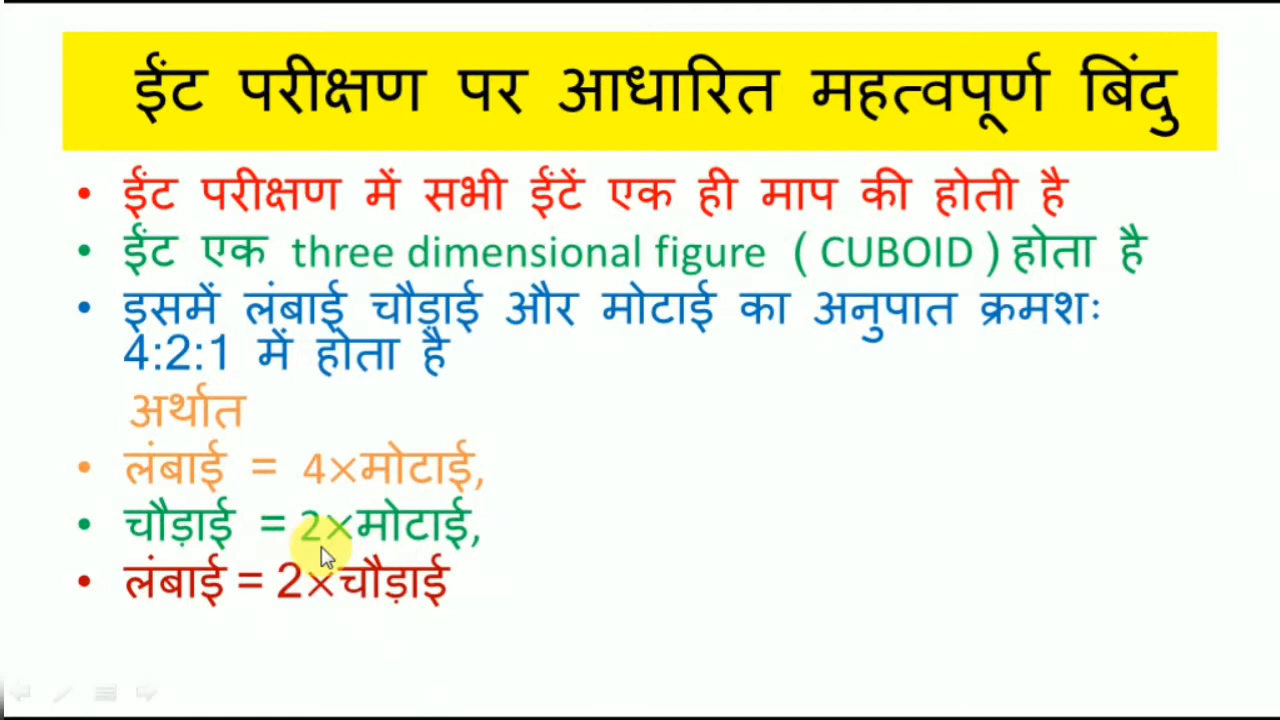 ईंट परीक्षण पर आधारित महत्वपूर्ण बिंदु
• ईंट परीक्षण में सभी ईंटें एक ही माप की होती है
• ईंट एक three dimensional figure ( CUBOID ) होता है
• इसमें लंबाई चौड़ाई और मोटाई का अनुपात क्रमशः
4:2:1 में होता है
अर्थात
• लंबाई = 4×मोटाई,
• चौड़ाई = 2×मोटाई,
• लंबाई = 2×चौड़ाई